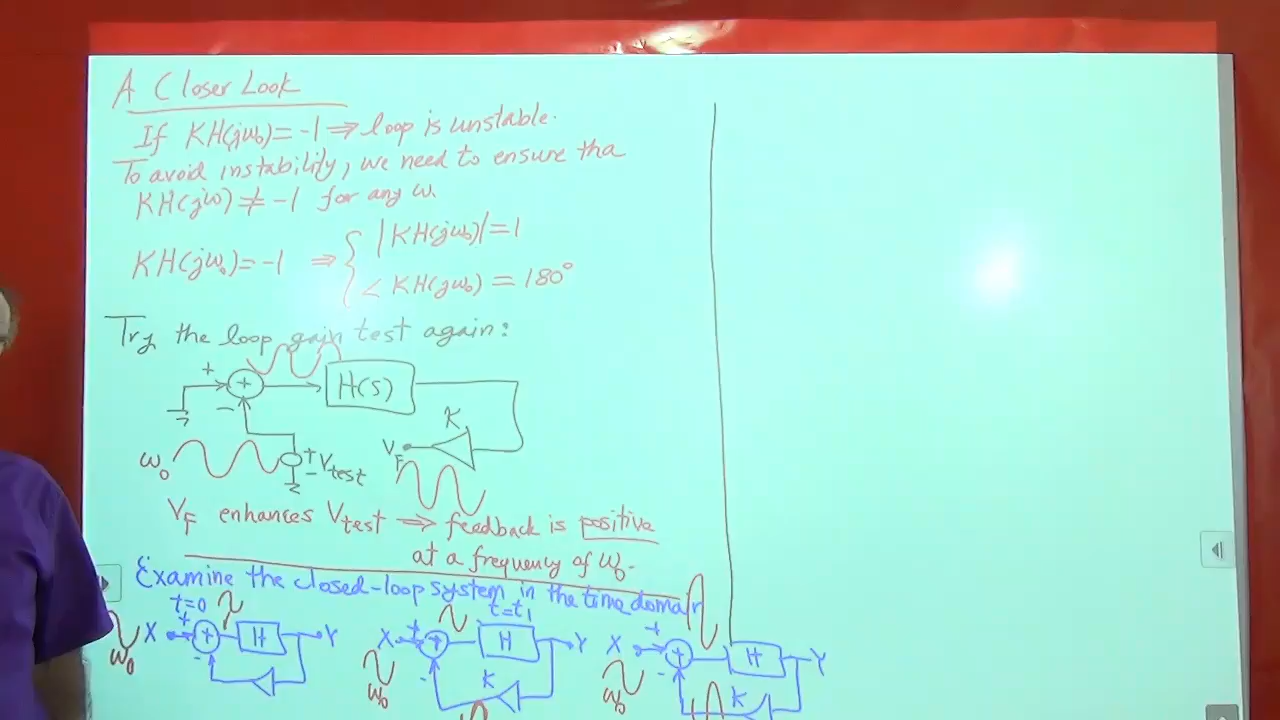 A Closer Look
If KH(jω₀)= -1 ⇒ loop is unstable.
To avoid instability, we need to ensure tha
KH(jω) ≠ -1 for any ω
KH(jω₀)= -1 ⇒ { |KH(jω₀)|=1
∠ KH(jω₀) = 180°
Try the loop gain test again:
+ + - H(s)
K
V_F
ω₀ + - Vtest
V_F enhances Vtest ⇒ feedback is positive
at a frequency of ω₀.
Examine the closed-loop system in the time domain
t=0 t=t₁
X + + - H Y X + + - H Y X + + - H Y
ω₀ ω₀ K ω₀ K